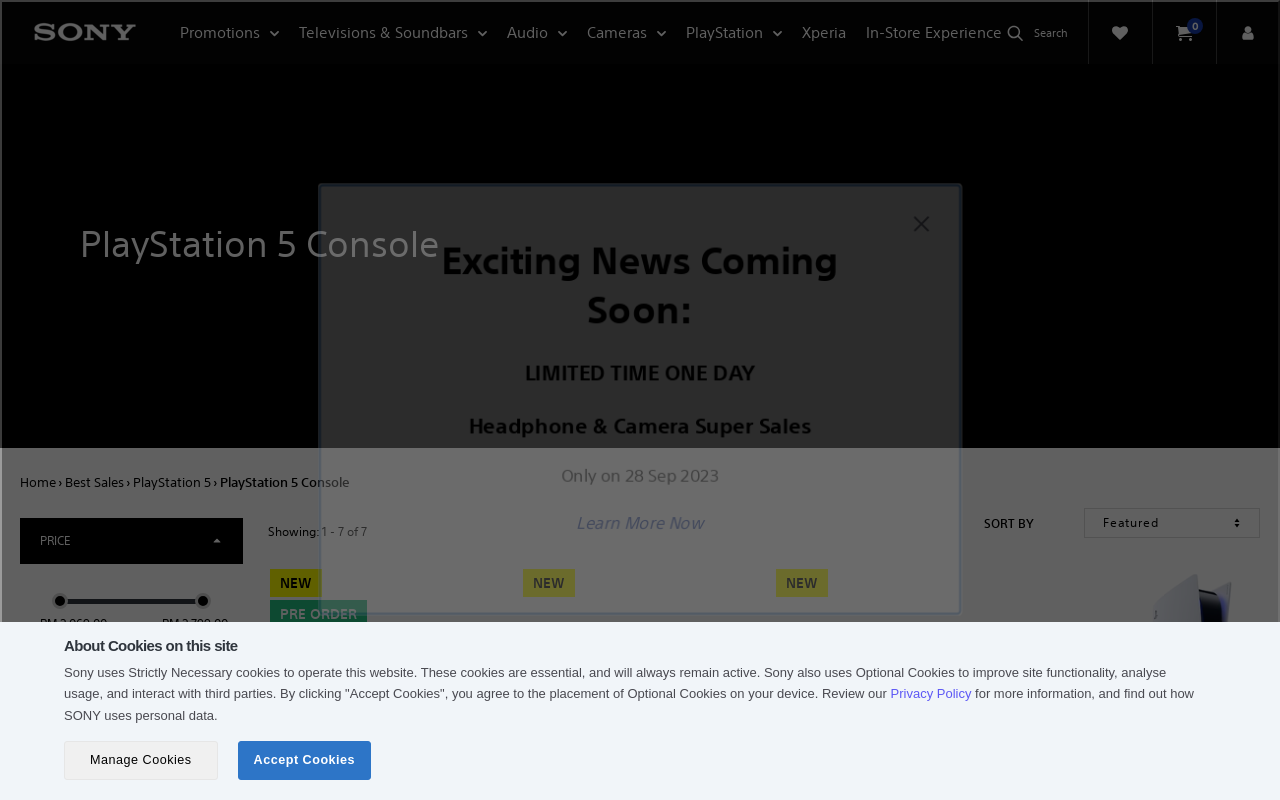 SONY
Promotions
Televisions & Soundbars
Audio
Cameras
PlayStation
Xperia
In-Store Experience
Search
0
PlayStation 5 Console
Exciting News Coming
Soon:
LIMITED TIME ONE DAY
Headphone & Camera Super Sales
Only on 28 Sep 2023
Learn More Now
Home › Best Sales › PlayStation 5 › PlayStation 5 Console
PRICE
Showing: 1 - 7 of 7
SORT BY
Featured
NEW
NEW
NEW
PRE ORDER
About Cookies on this site
Sony uses Strictly Necessary cookies to operate this website. These cookies are essential, and will always remain active. Sony also uses Optional Cookies to improve site functionality, analyse
usage, and interact with third parties. By clicking "Accept Cookies", you agree to the placement of Optional Cookies on your device. Review our Privacy Policy for more information, and find out how
SONY uses personal data.
Manage Cookies
Accept Cookies